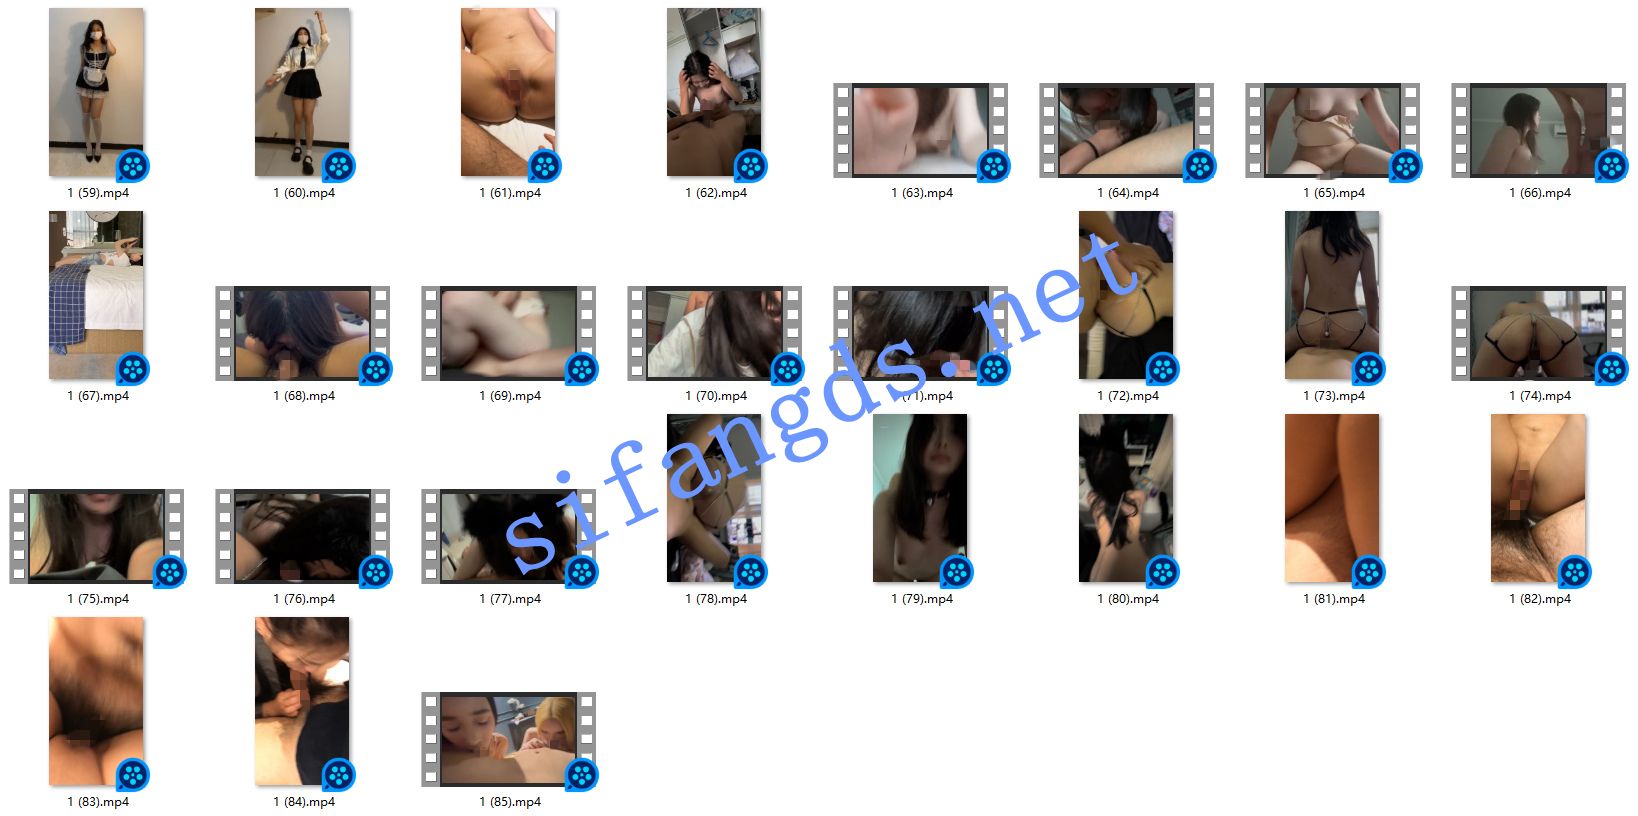 1 (59).mp4
1 (60).mp4
1 (61).mp4
1 (62).mp4
1 (63).mp4
1 (64).mp4
1 (65).mp4
1 (66).mp4
1 (67).mp4
1 (68).mp4
1 (69).mp4
1 (70).mp4
1 (71).mp4
1 (72).mp4
1 (73).mp4
1 (74).mp4
sifangds.net
1 (75).mp4
1 (76).mp4
1 (77).mp4
1 (78).mp4
1 (79).mp4
1 (80).mp4
1 (81).mp4
1 (82).mp4
1 (83).mp4
1 (84).mp4
1 (85).mp4